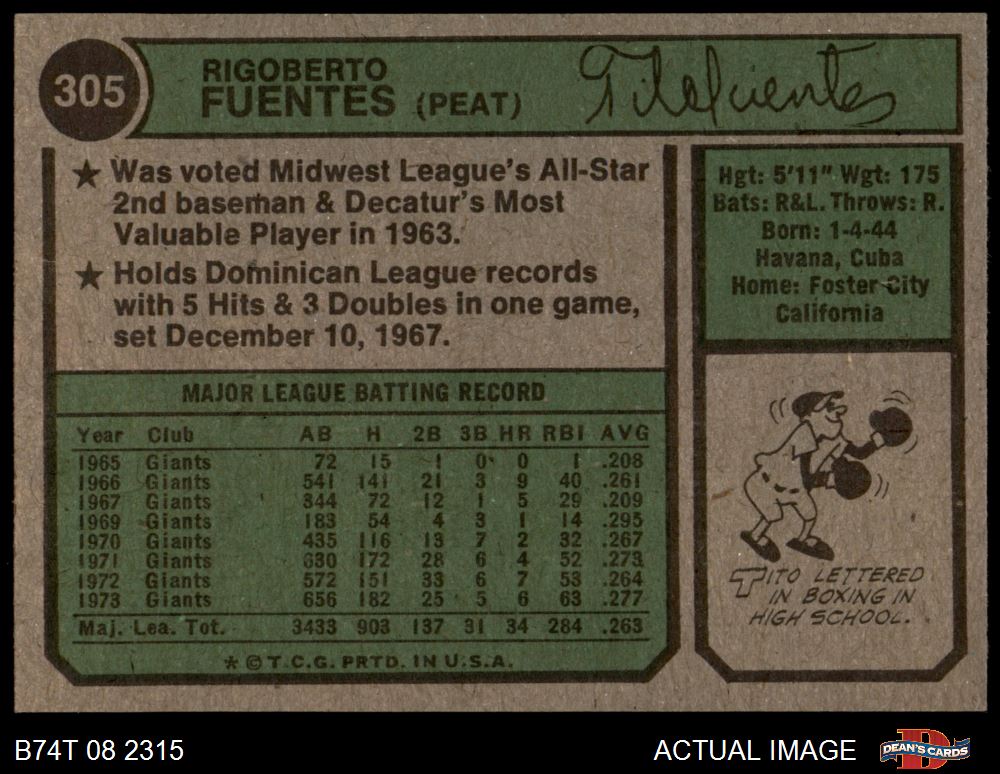 305
RIGOBERTO
FUENTES (PEAT)
Tito Fuentes
★ Was voted Midwest League's All-Star
2nd baseman & Decatur's Most
Valuable Player in 1963.
★ Holds Dominican League records
with 5 Hits & 3 Doubles in one game,
set December 10, 1967.
Hgt: 5'11" Wgt: 175
Bats: R&L. Throws: R.
Born: 1-4-44
Havana, Cuba
Home: Foster City
California
MAJOR LEAGUE BATTING RECORD
Year Club AB H 2B 3B HR RBI AVG
1965 Giants 72 15 1 0 0 1 .208
1966 Giants 541 141 21 3 9 40 .261
1967 Giants 344 72 12 1 5 29 .209
1969 Giants 183 54 4 3 1 14 .295
1970 Giants 435 116 13 7 2 32 .267
1971 Giants 630 172 28 6 4 52 .273
1972 Giants 572 151 33 6 7 53 .264
1973 Giants 656 182 25 5 6 63 .277
Maj. Lea. Tot. 3433 903 137 31 34 284 .263
* © T.C.G. PRTD. IN U.S.A.
TITO LETTERED
IN BOXING IN
HIGH SCHOOL.
B74T 08 2315
ACTUAL IMAGE
DEAN'S CARDS